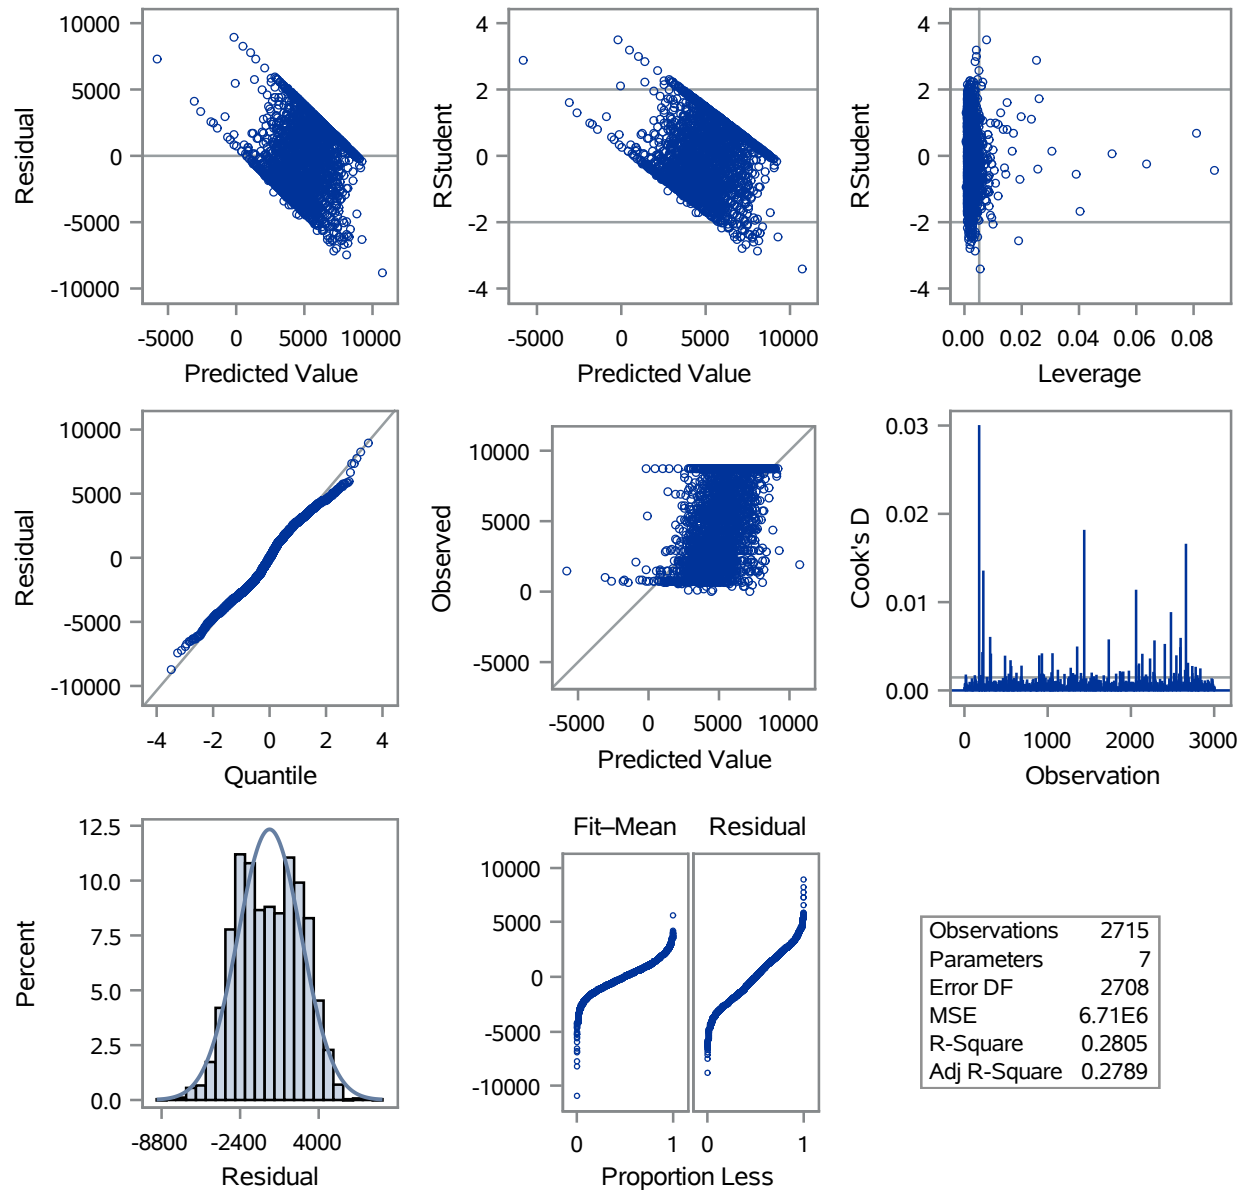 10000
5000
0
-5000
-10000
Residual
-5000 0 5000 10000
Predicted Value
4
2
0
-2
-4
RStudent
-5000 0 5000 10000
Predicted Value
4
2
0
-2
-4
RStudent
0.00 0.02 0.04 0.06 0.08
Leverage
10000
5000
0
-5000
-10000
Residual
-4 -2 0 2 4
Quantile
10000
5000
0
-5000
Observed
-5000 0 5000 10000
Predicted Value
0.03
0.02
0.01
0.00
Cook's D
0 1000 2000 3000
Observation
12.5
10.0
7.5
5.0
2.5
0.0
Percent
-8800 -2400 4000
Residual
Fit–Mean Residual
10000
5000
0
-5000
-10000
0 1 0 1
Proportion Less
Observations 2715
Parameters 7
Error DF 2708
MSE 6.71E6
R-Square 0.2805
Adj R-Square 0.2789